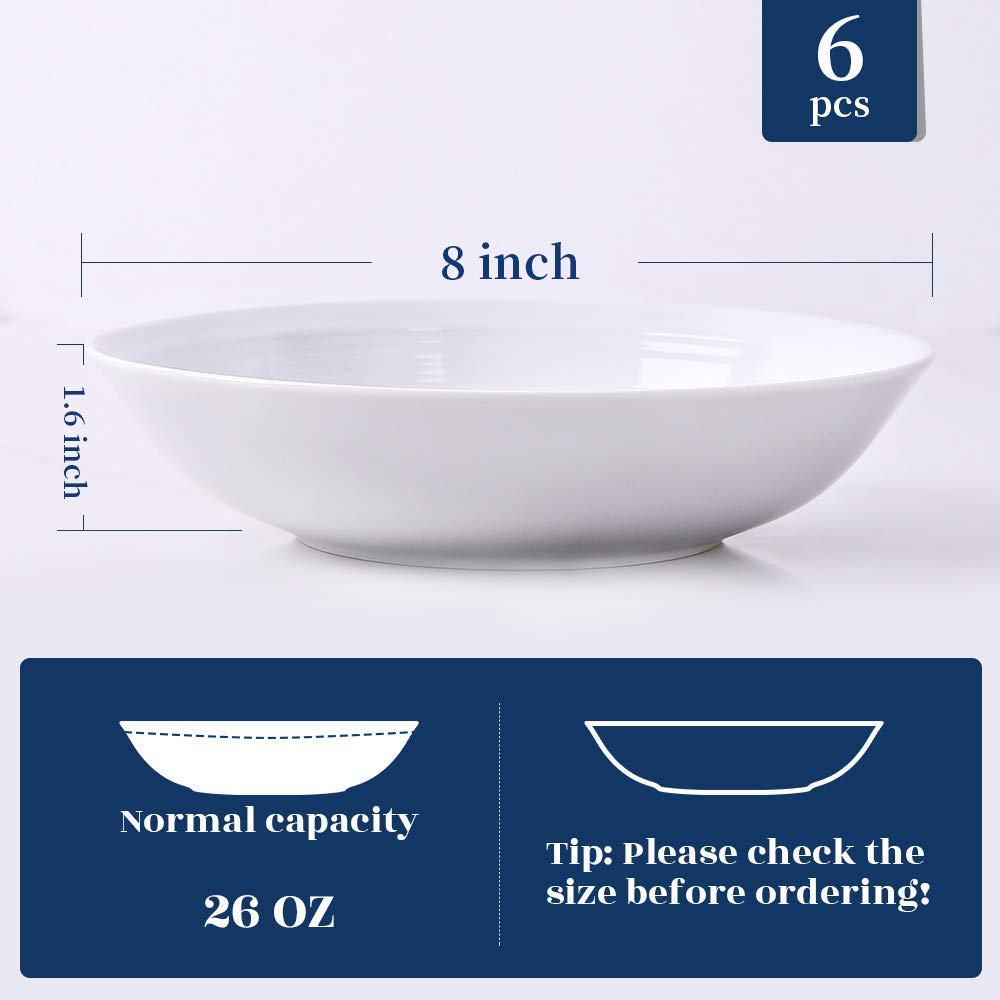 6
pcs
8 inch
1.6 inch
Normal capacity
26 OZ
Tip: Please check the
size before ordering!